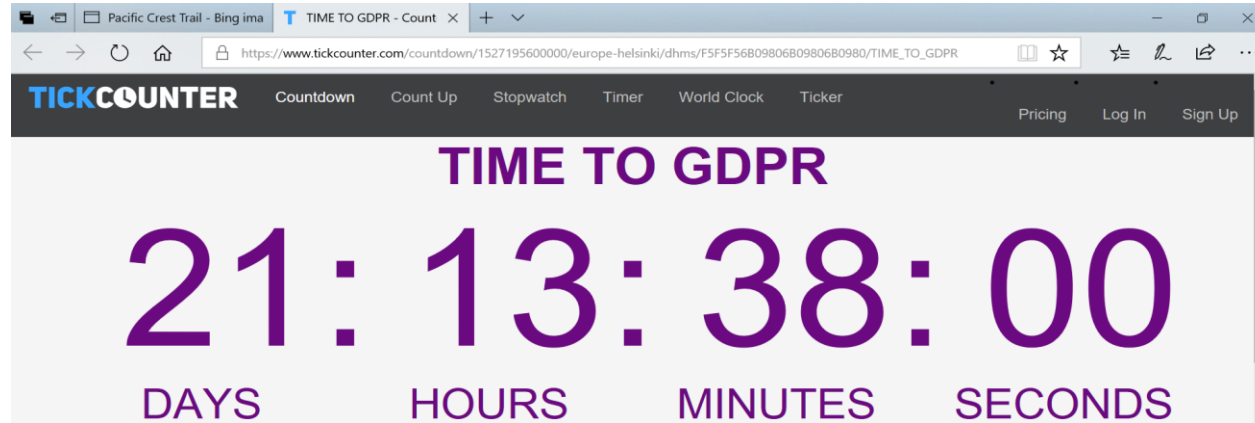 Pacific Crest Trail - Bing ima
TIME TO GDPR - Count
https://www.tickcounter.com/countdown/1527195600000/europe-helsinki/dhms/F5F5F56B09806B09806B0980/TIME_TO_GDPR
TICKCOUNTER Countdown Count Up Stopwatch Timer World Clock Ticker Pricing Log In Sign Up
TIME TO GDPR
21: 13: 38: 00
DAYS HOURS MINUTES SECONDS